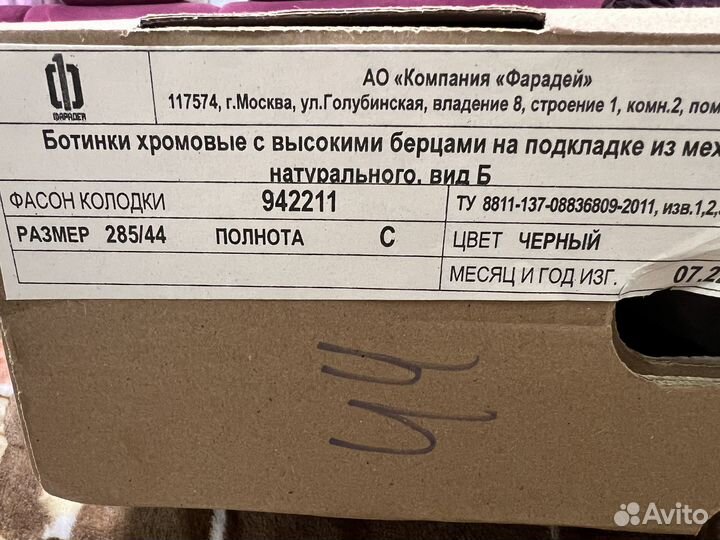 ФАРАДЕЙ
АО «Компания «Фарадей»
117574, г.Москва, ул.Голубинская, владение 8, строение 1, комн.2, пом
Ботинки хромовые с высокими берцами на подкладке из мех
натурального, вид Б
ФАСОН КОЛОДКИ 942211 ТУ 8811-137-08836809-2011, изв.1,2,
РАЗМЕР 285/44 ПОЛНОТА С ЦВЕТ ЧЕРНЫЙ
МЕСЯЦ И ГОД ИЗГ. 07.2
44
Avito